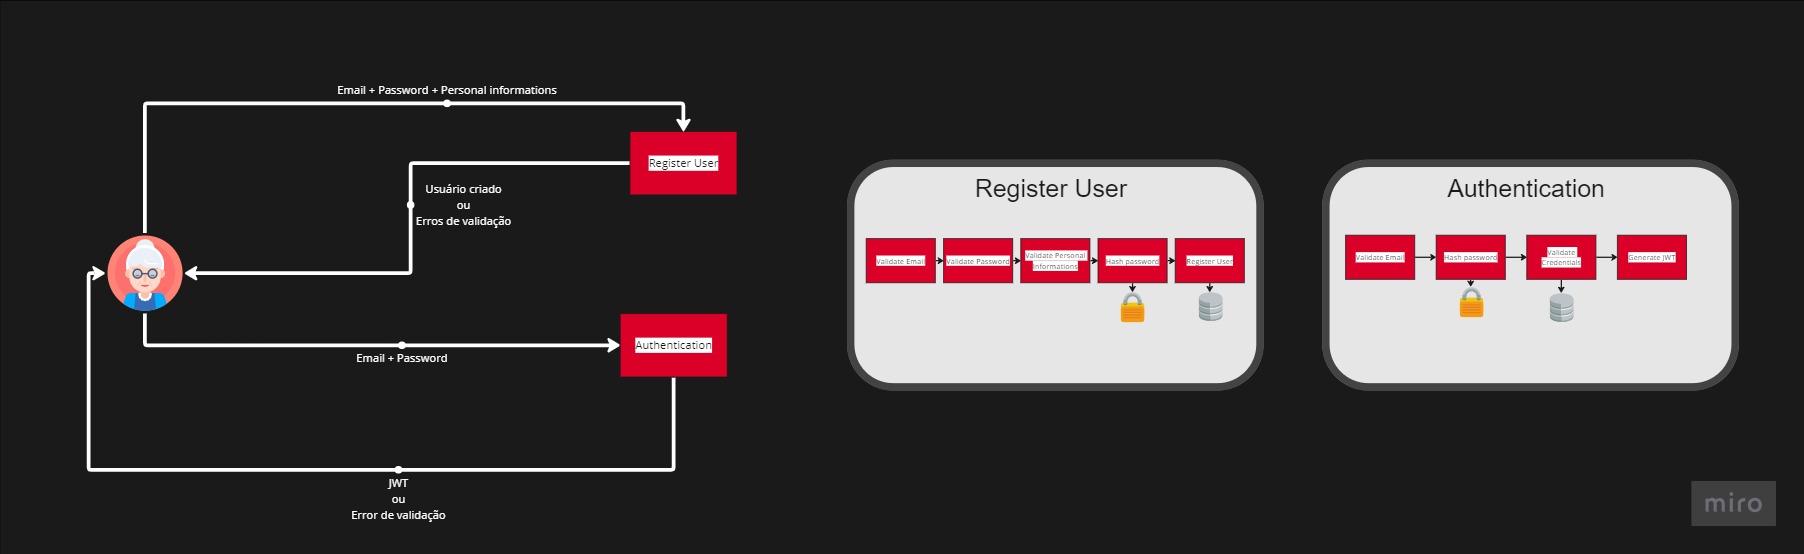 Email + Password + Personal informations
Register User
Usuário criado
ou
Erros de validação
Authentication
Email + Password
JWT
ou
Error de validação
Register User
Validate Email
Validate Password
Validate Personal
Informations
Hash password
Register User
Authentication
Validate Email
Hash password
Validate
Credentials
Generate JWT
miro